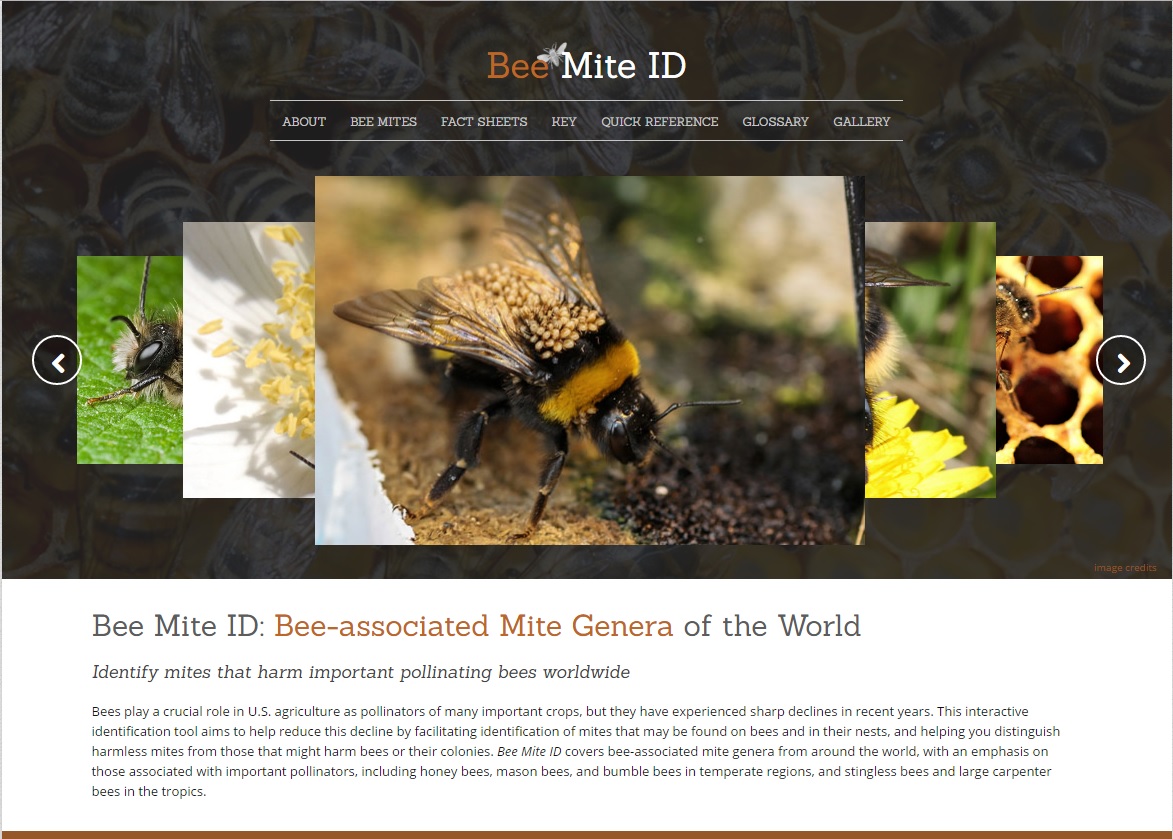 Bee Mite ID
ABOUT BEE MITES FACT SHEETS KEY QUICK REFERENCE GLOSSARY GALLERY
image credits
Bee Mite ID: Bee-associated Mite Genera of the World
Identify mites that harm important pollinating bees worldwide
Bees play a crucial role in U.S. agriculture as pollinators of many important crops, but they have experienced sharp declines in recent years. This interactive
identification tool aims to help reduce this decline by facilitating identification of mites that may be found on bees and in their nests, and helping you distinguish
harmless mites from those that might harm bees or their colonies. Bee Mite ID covers bee-associated mite genera from around the world, with an emphasis on
those associated with important pollinators, including honey bees, mason bees, and bumble bees in temperate regions, and stingless bees and large carpenter
bees in the tropics.